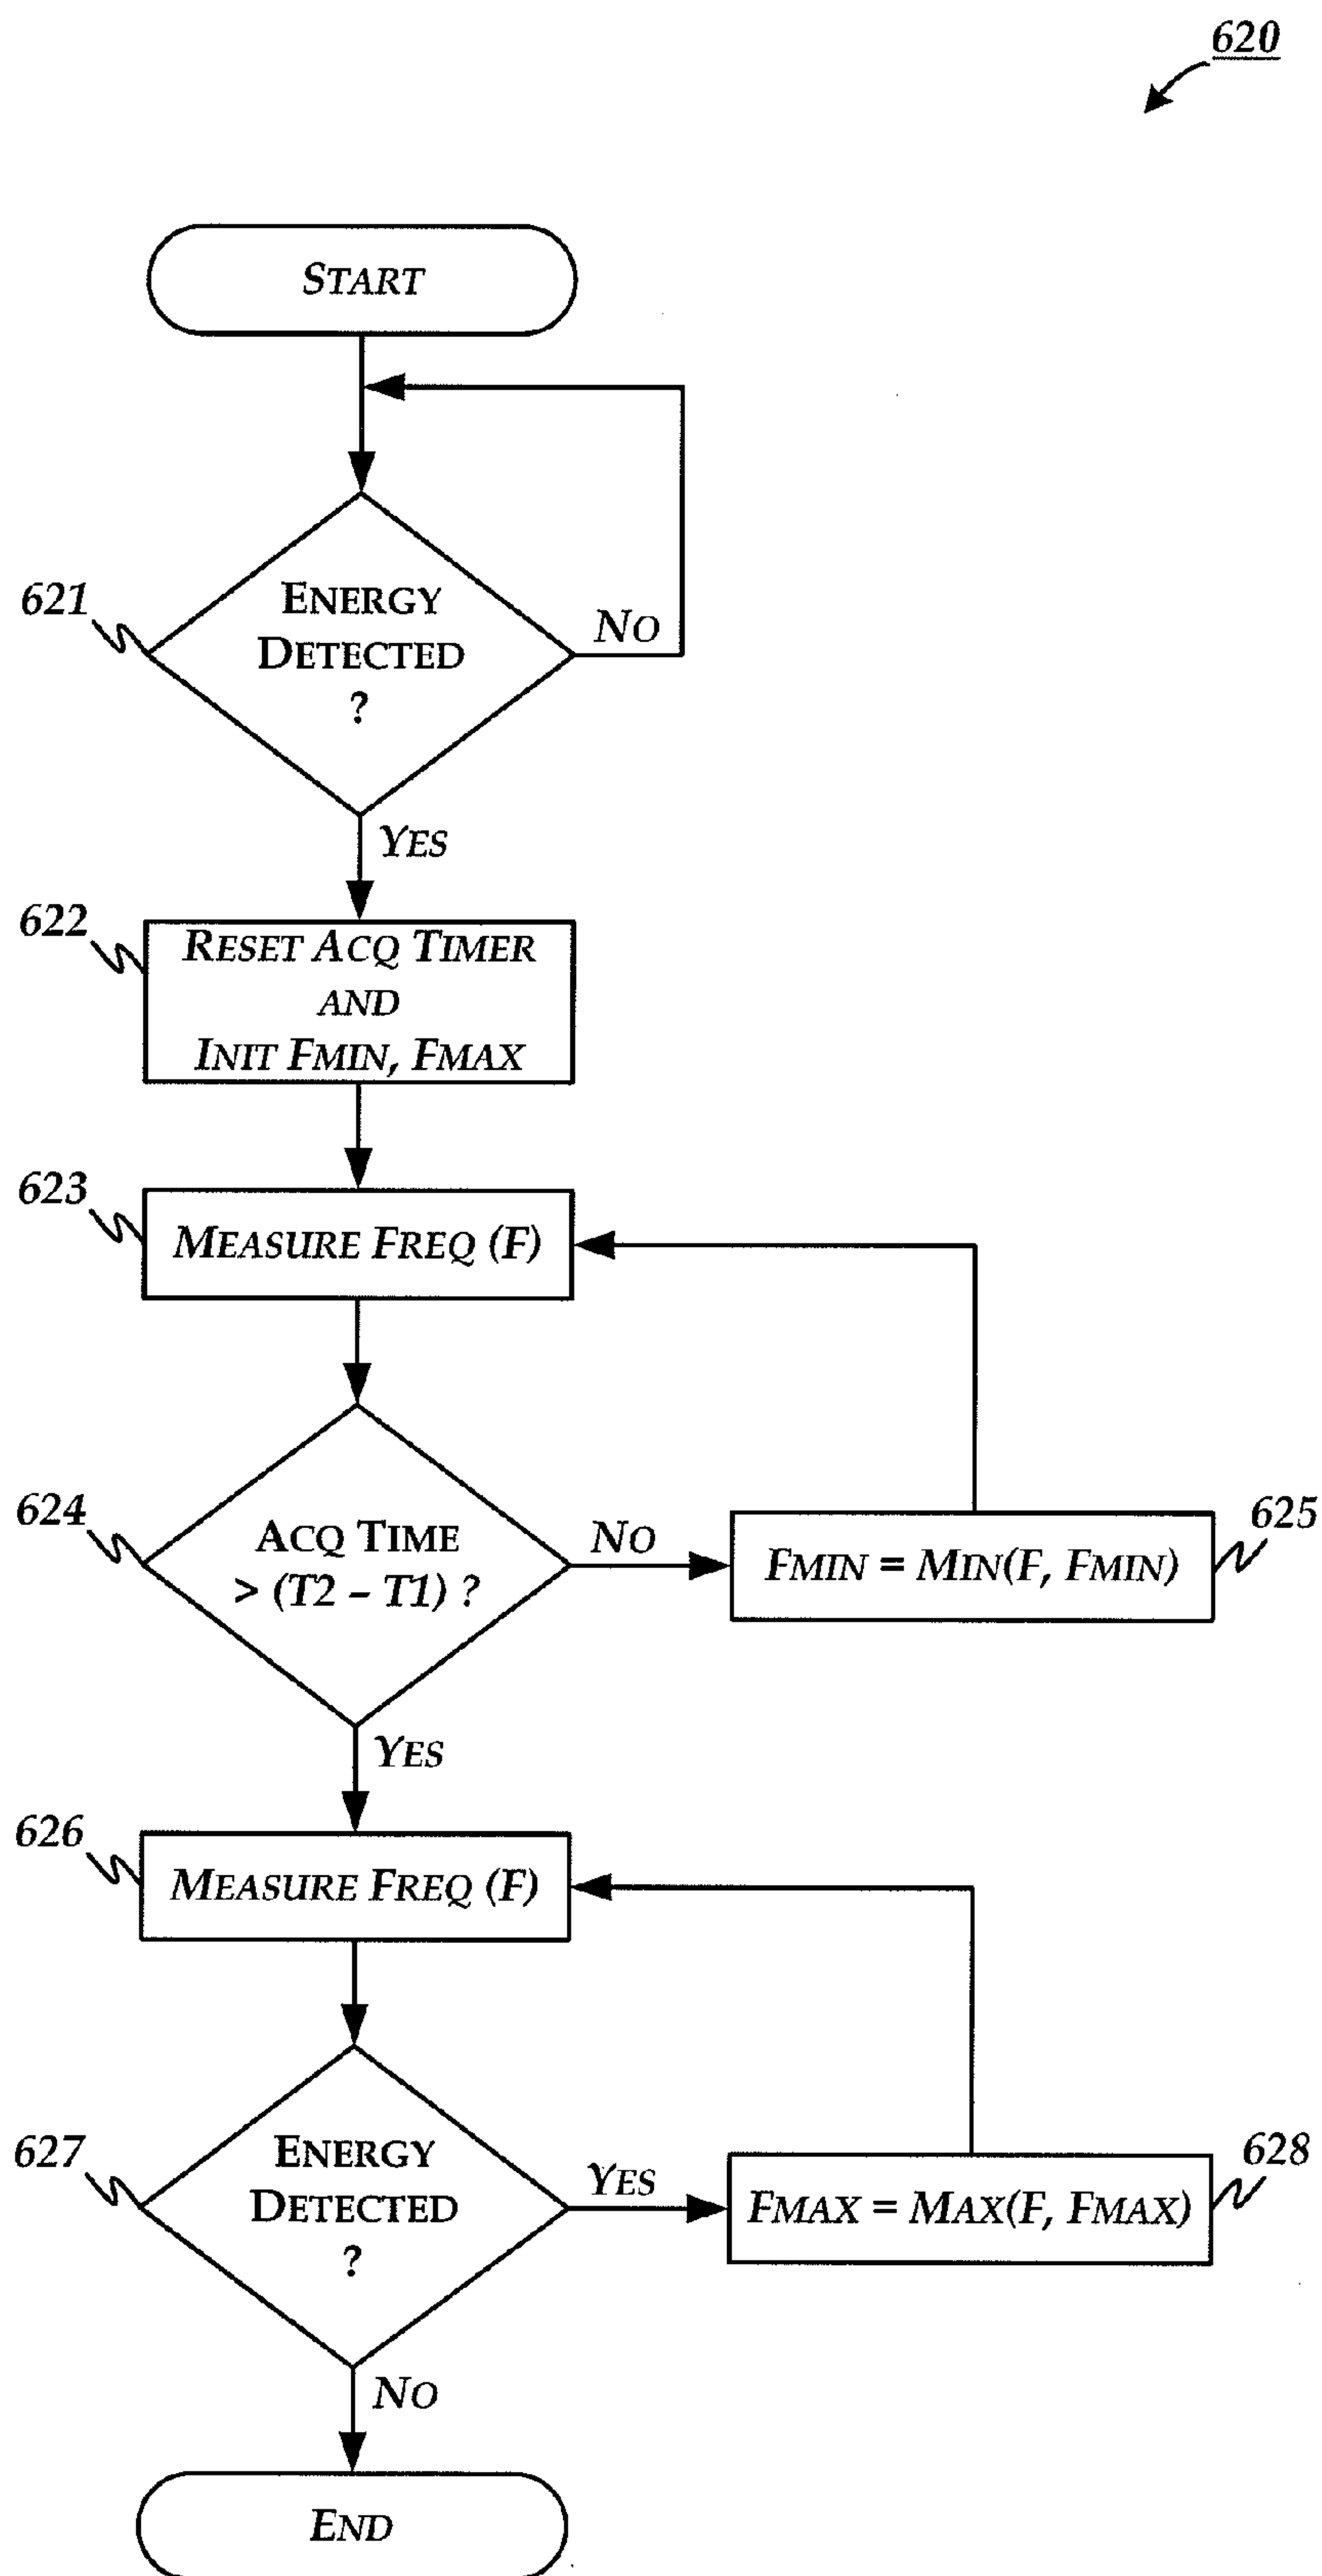 620
START
621
ENERGY
DETECTED
?
NO
YES
622
RESET ACQ TIMER
AND
INIT FMIN, FMAX
623
MEASURE FREQ (F)
624
ACQ TIME
> (T2 – T1) ?
NO
625
FMIN = MIN(F, FMIN)
YES
626
MEASURE FREQ (F)
627
ENERGY
DETECTED
?
YES
628
FMAX = MAX(F, FMAX)
NO
END